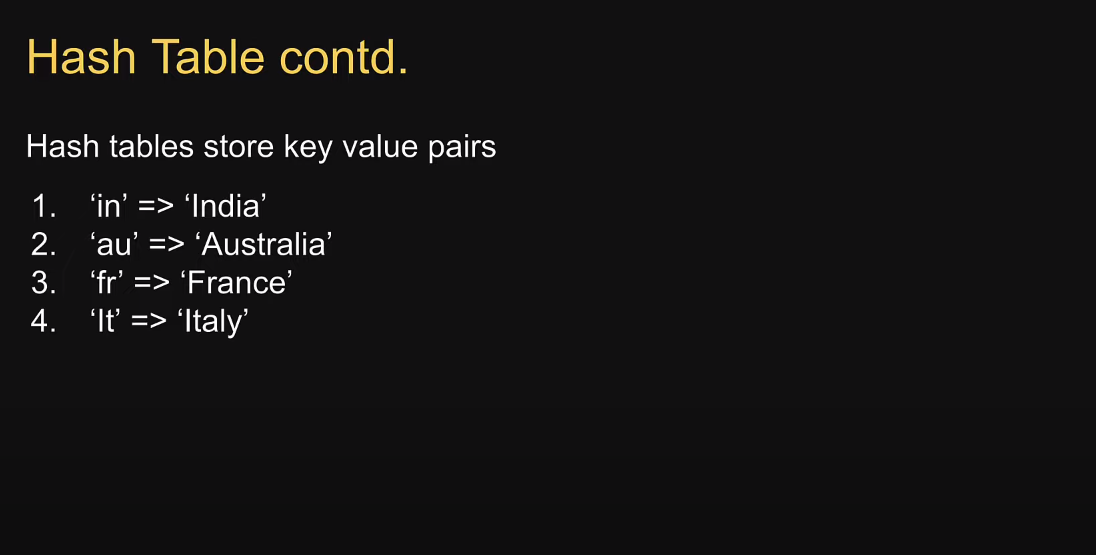 Hash Table contd.
Hash tables store key value pairs
1. ‘in’ => ‘India’
2. ‘au’ => ‘Australia’
3. ‘fr’ => ‘France’
4. ‘It’ => ‘Italy’